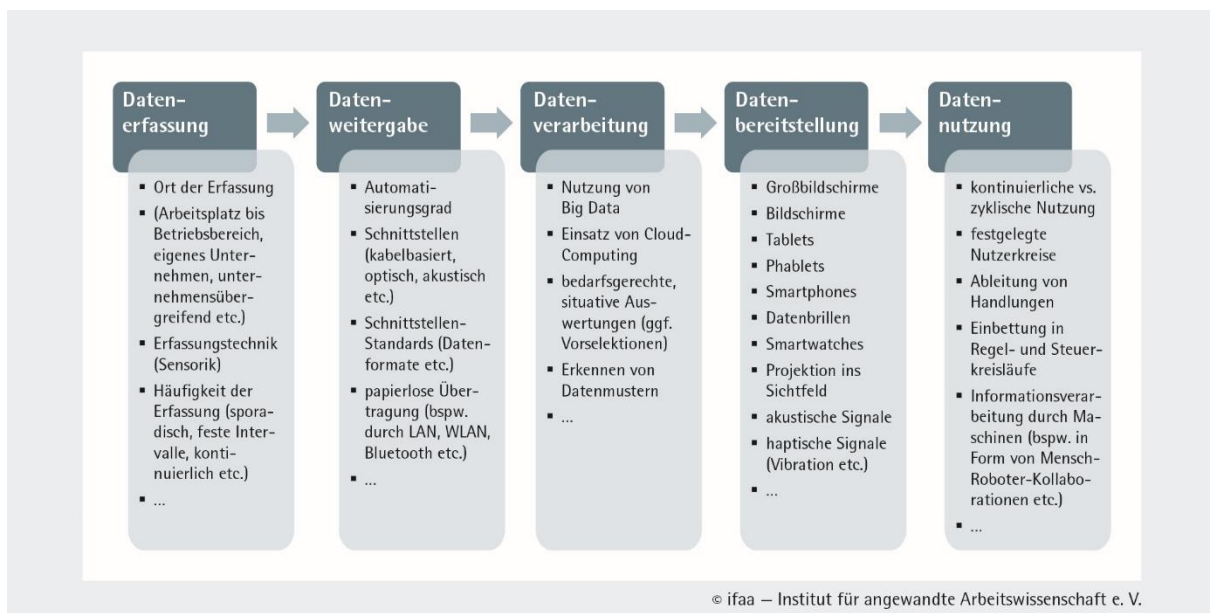 Daten-
erfassung
▪ Ort der Erfassung
▪ (Arbeitsplatz bis
Betriebsbereich,
eigenes Unter-
nehmen, unter-
nehmensüber-
greifend etc.)
▪ Erfassungstechnik
(Sensorik)
▪ Häufigkeit der
Erfassung (spora-
disch, feste Inter-
valle, konti-
nuierlich etc.)
▪ ...
Daten-
weitergabe
▪ Automati-
sierungsgrad
▪ Schnittstellen
(kabelbasiert,
optisch, akustisch
etc.)
▪ Schnittstellen-
Standards (Daten-
formate etc.)
▪ papierlose Über-
tragung (bspw.
durch LAN, WLAN,
Bluetooth etc.)
▪ ...
Daten-
verarbeitung
▪ Nutzung von
Big Data
▪ Einsatz von Cloud-
Computing
▪ bedarfsgerechte,
situative Aus-
wertungen (ggf.
Vorselektionen)
▪ Erkennen von
Datenmustern
▪ ...
Daten-
bereitstellung
▪ Großbildschirme
▪ Bildschirme
▪ Tablets
▪ Phablets
▪ Smartphones
▪ Datenbrillen
▪ Smartwatches
▪ Projektion ins
Sichtfeld
▪ akustische Signale
▪ haptische Signale
(Vibration etc.)
▪ ...
Daten-
nutzung
▪ kontinuierliche vs.
zyklische Nutzung
▪ festgelegte
Nutzerkreise
▪ Ableitung von
Handlungen
▪ Einbettung in
Regel- und Steuer-
kreisläufe
▪ Informationsverar-
beitung durch Ma-
schinen (bspw. in
Form von Mensch-
Roboter-Kollabo-
rationen etc.)
▪ ...
© ifaa – Institut für angewandte Arbeitswissenschaft e. V.